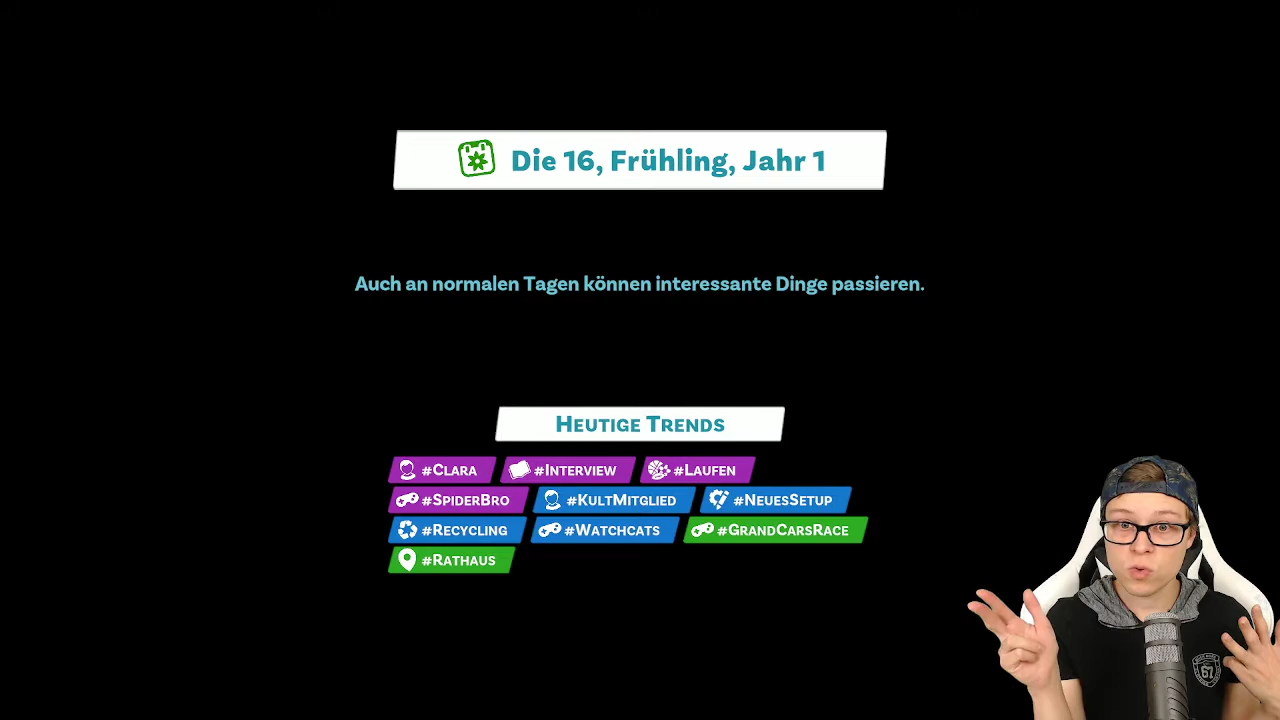 Die 16, Frühling, Jahr 1
Auch an normalen Tagen können interessante Dinge passieren.
HEUTIGE TRENDS
#CLARA #INTERVIEW #LAUFEN
#SPIDERBRO #KULTMITGLIED #NEUESSETUP
#RECYCLING #WATCHCATS #GRANDCARSRACE
#RATHAUS
67